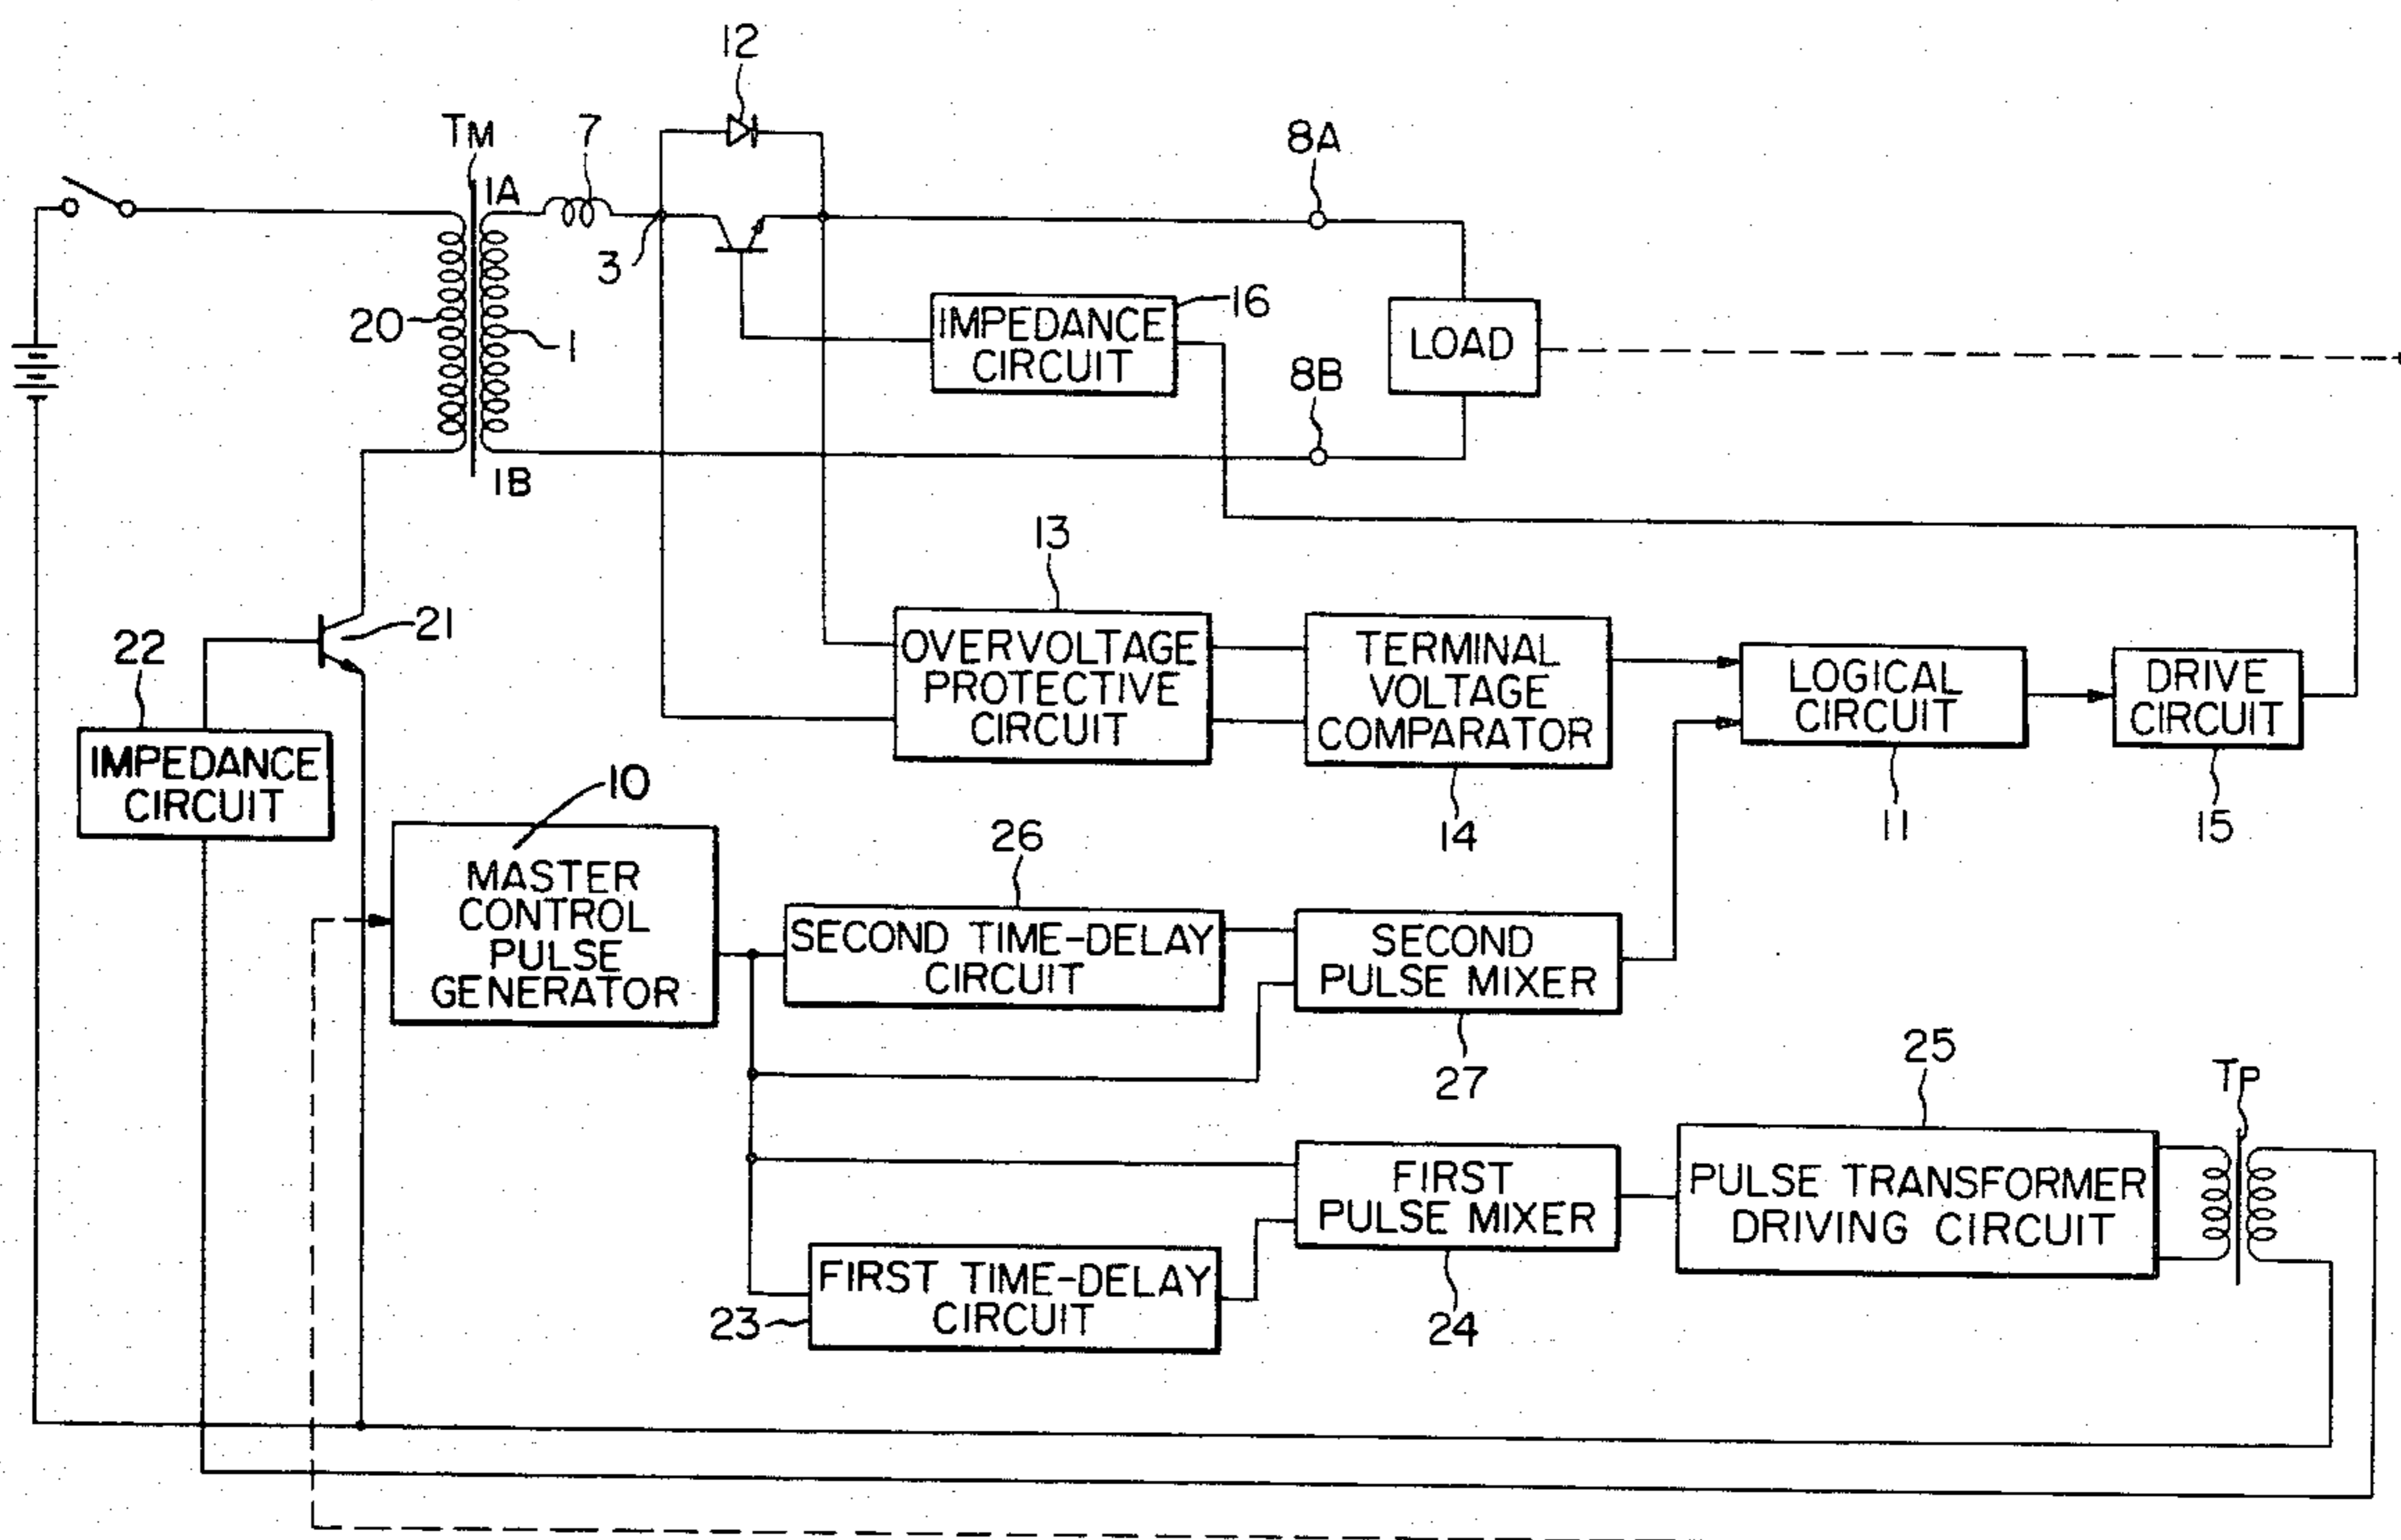 12
TM
7
8A
1A
3
20
1
IMPEDANCE
CIRCUIT
16
LOAD
8B
1B
13
21
22
OVERVOLTAGE
PROTECTIVE
CIRCUIT
TERMINAL
VOLTAGE
COMPARATOR
LOGICAL
CIRCUIT
DRIVE
CIRCUIT
IMPEDANCE
CIRCUIT
10
14
11
15
26
MASTER
CONTROL
PULSE
GENERATOR
SECOND TIME-DELAY
CIRCUIT
SECOND
PULSE MIXER
27
25
TP
FIRST
PULSE MIXER
PULSE TRANSFORMER
DRIVING CIRCUIT
FIRST TIME-DELAY
CIRCUIT
23
24